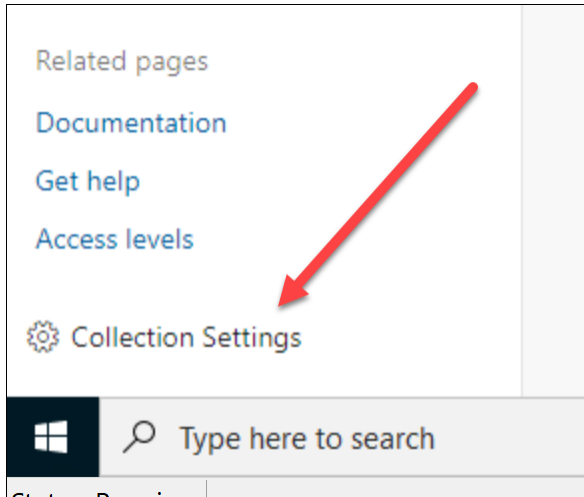 Related pages
Documentation
Get help
Access levels
Collection Settings
Type here to search